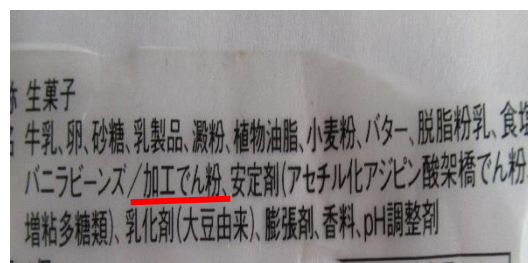 称 生菓子
名 牛乳、卵、砂糖、乳製品、澱粉、植物油脂、小麦粉、バター、脱脂粉乳、食塩
バニラビーンズ/加工でん粉、安定剤(アセチル化アジピン酸架橋でん粉、
増粘多糖類)、乳化剤(大豆由来)、膨張剤、香料、pH調整剤